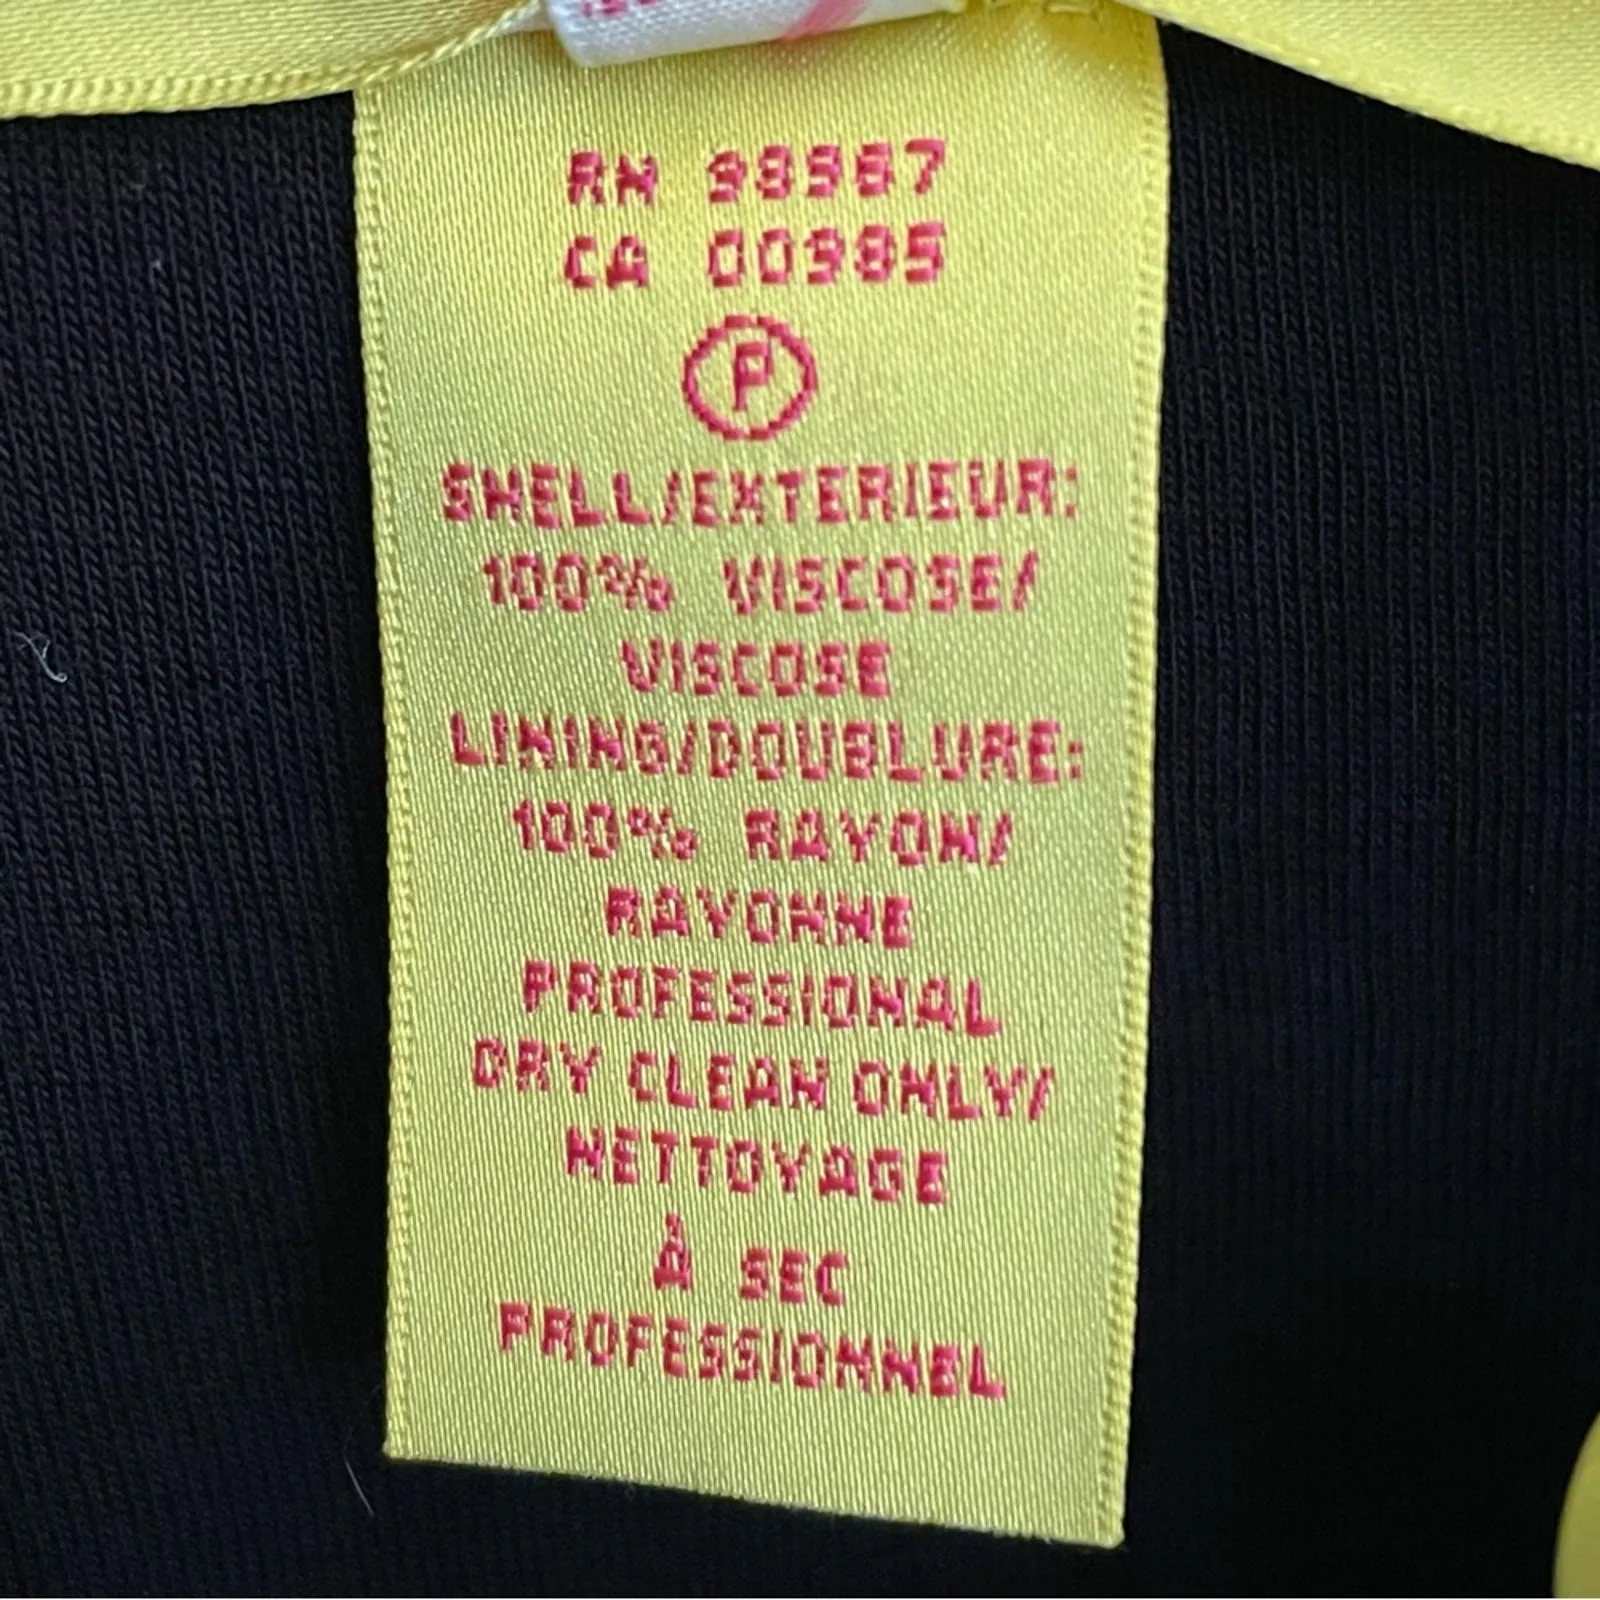 RN 98987
CA 00985
P
SHELL/EXTERIEUR:
100% VISCOSE/
VISCOSE
LINING/DOUBLURE:
100% RAYON/
RAYONNE
PROFESSIONAL
DRY CLEAN ONLY/
NETTOYAGE
À SEC
PROFESSIONNEL